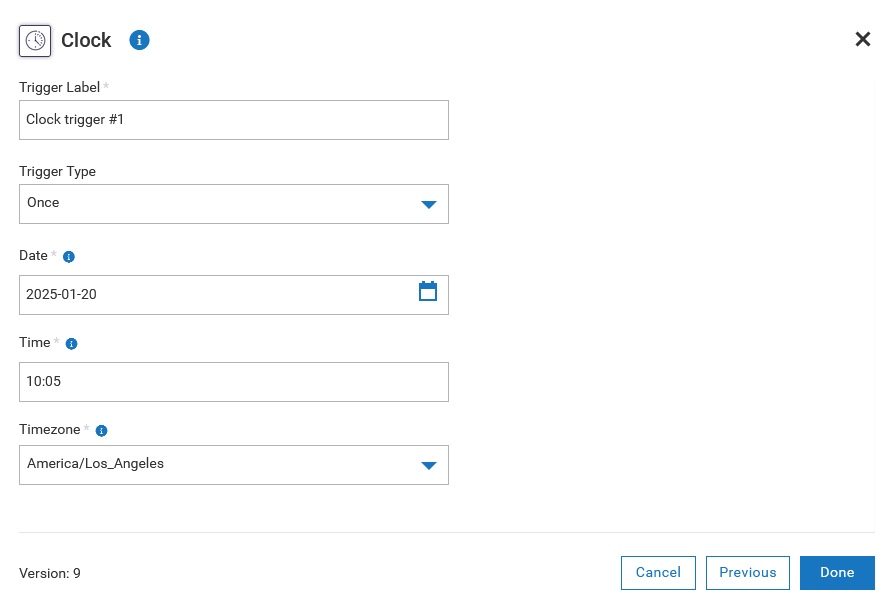 Clock
Trigger Label *
Clock trigger #1
Trigger Type
Once
Date *
2025-01-20
Time *
10:05
Timezone *
America/Los_Angeles
Version: 9
Cancel
Previous
Done